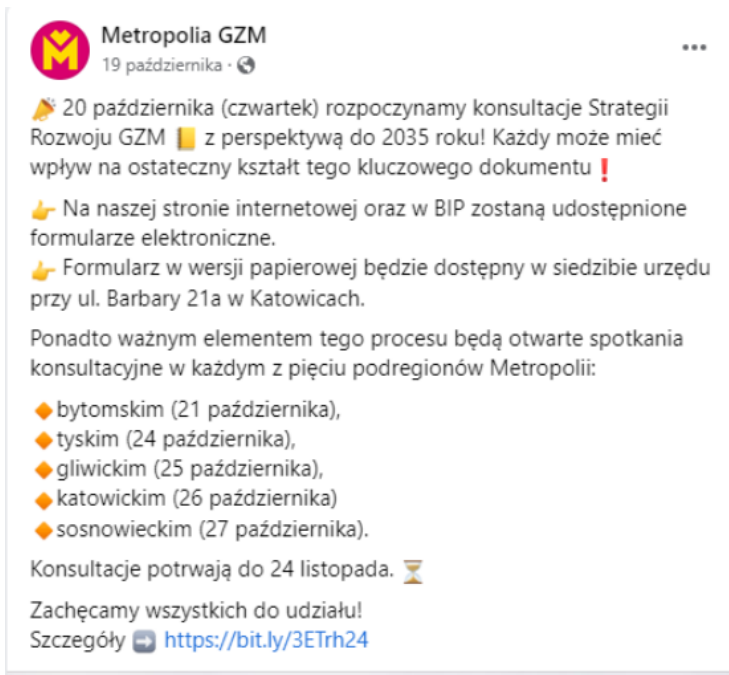 Metropolia GZM
19 października ·
20 października (czwartek) rozpoczynamy konsultacje Strategii
Rozwoju GZM z perspektywą do 2035 roku! Każdy może mieć
wpływ na ostateczny kształt tego kluczowego dokumentu❗
👉 Na naszej stronie internetowej oraz w BIP zostaną udostępnione
formularze elektroniczne.
👉 Formularz w wersji papierowej będzie dostępny w siedzibie urzędu
przy ul. Barbary 21a w Katowicach.
Ponadto ważnym elementem tego procesu będą otwarte spotkania
konsultacyjne w każdym z pięciu podregionów Metropolii:
🔶bytomskim (21 października),
🔶tyskim (24 października),
🔶gliwickim (25 października),
🔶katowickim (26 października)
🔶sosnowieckim (27 października).
Konsultacje potrwają do 24 listopada. ⏳
Zachęcamy wszystkich do udziału!
Szczegóły ➡ https://bit.ly/3ETrh24